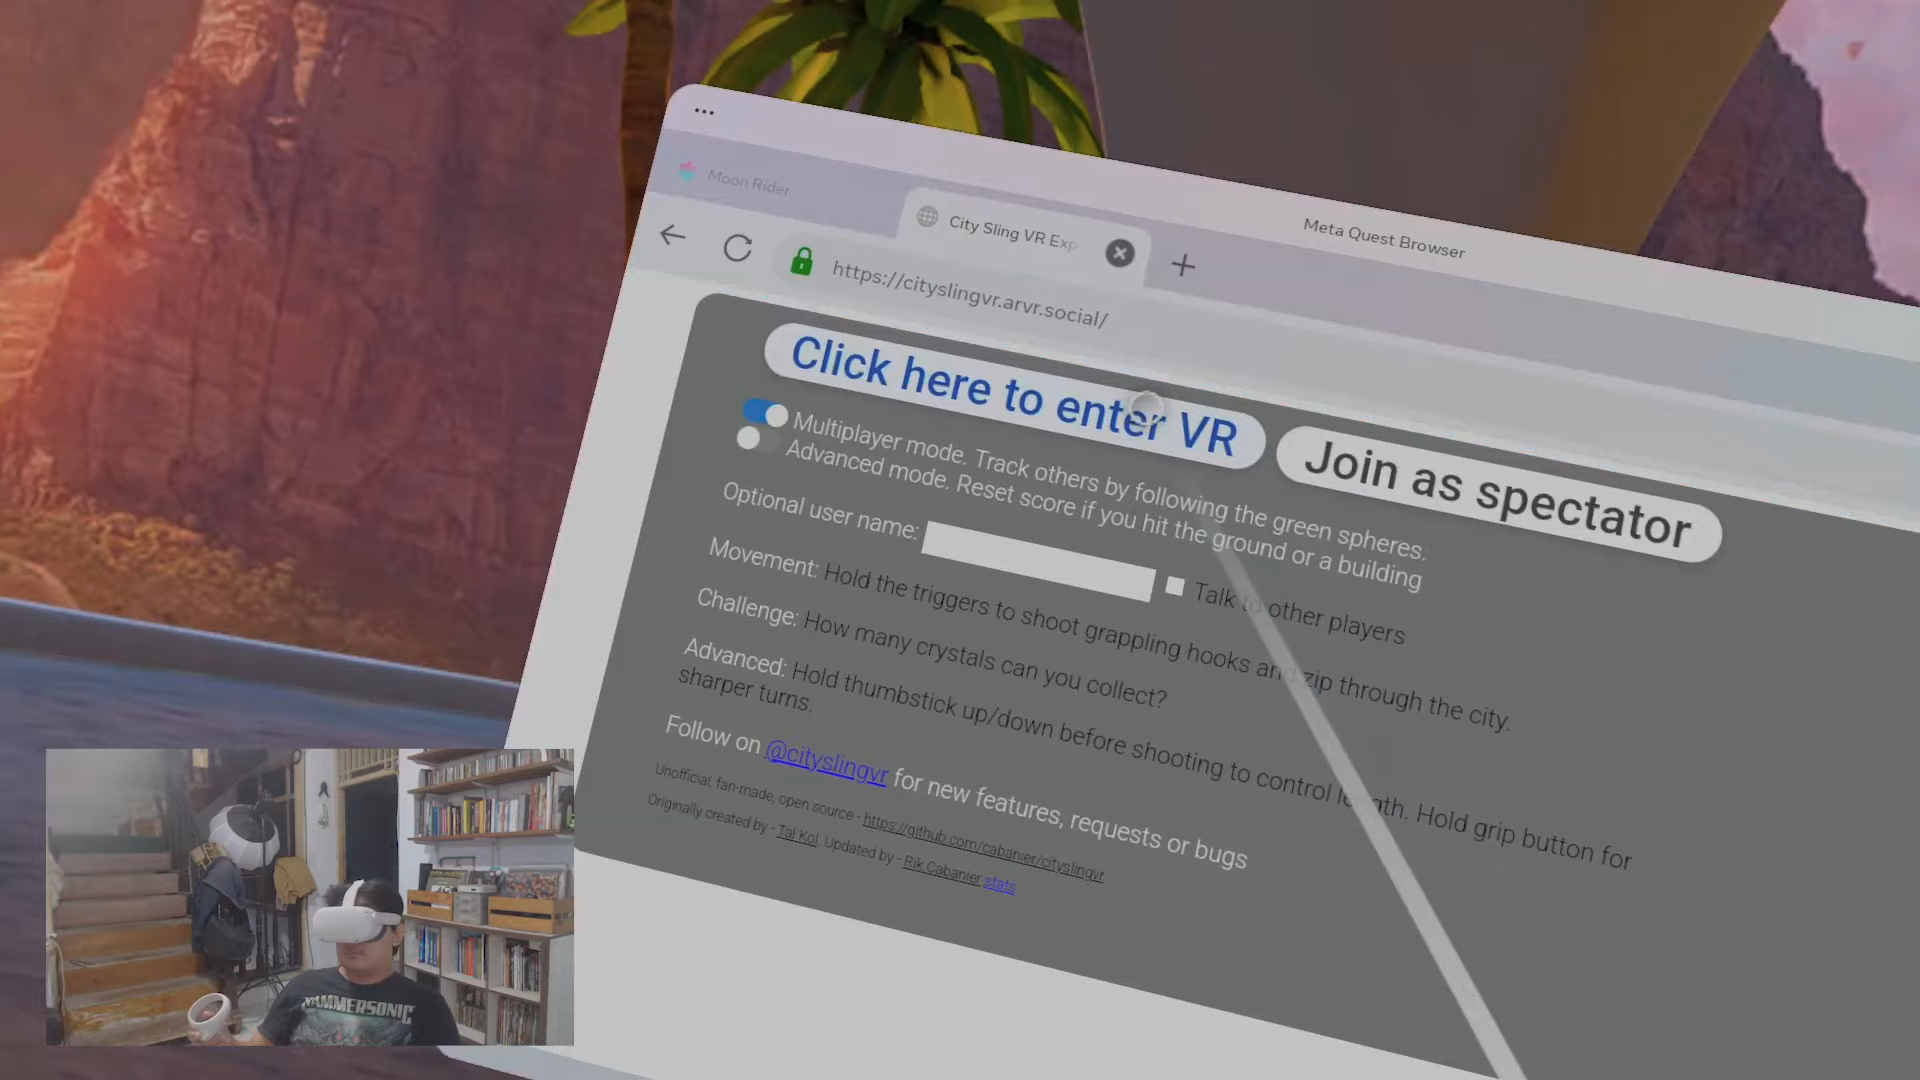 Meta Quest Browser
Moon Rider
City Sling VR Exp
https://cityslingvr.arvr.social/
Click here to enter VR
Join as spectator
Multiplayer mode. Track others by following the green spheres.
Advanced mode. Reset score if you hit the ground or a building
Optional user name:
Talk to other players
Movement: Hold the triggers to shoot grappling hooks and zip through the city.
Challenge: How many crystals can you collect?
Advanced: Hold thumbstick up/down before shooting to control length. Hold grip button for
sharper turns.
Follow on @cityslingvr for new features, requests or bugs
Unofficial, fan-made, open source - https://github.com/cabanier/cityslingvr
Originally created by - Tal Kol. Updated by - Rik Cabanier stats
HAMMERSONIC